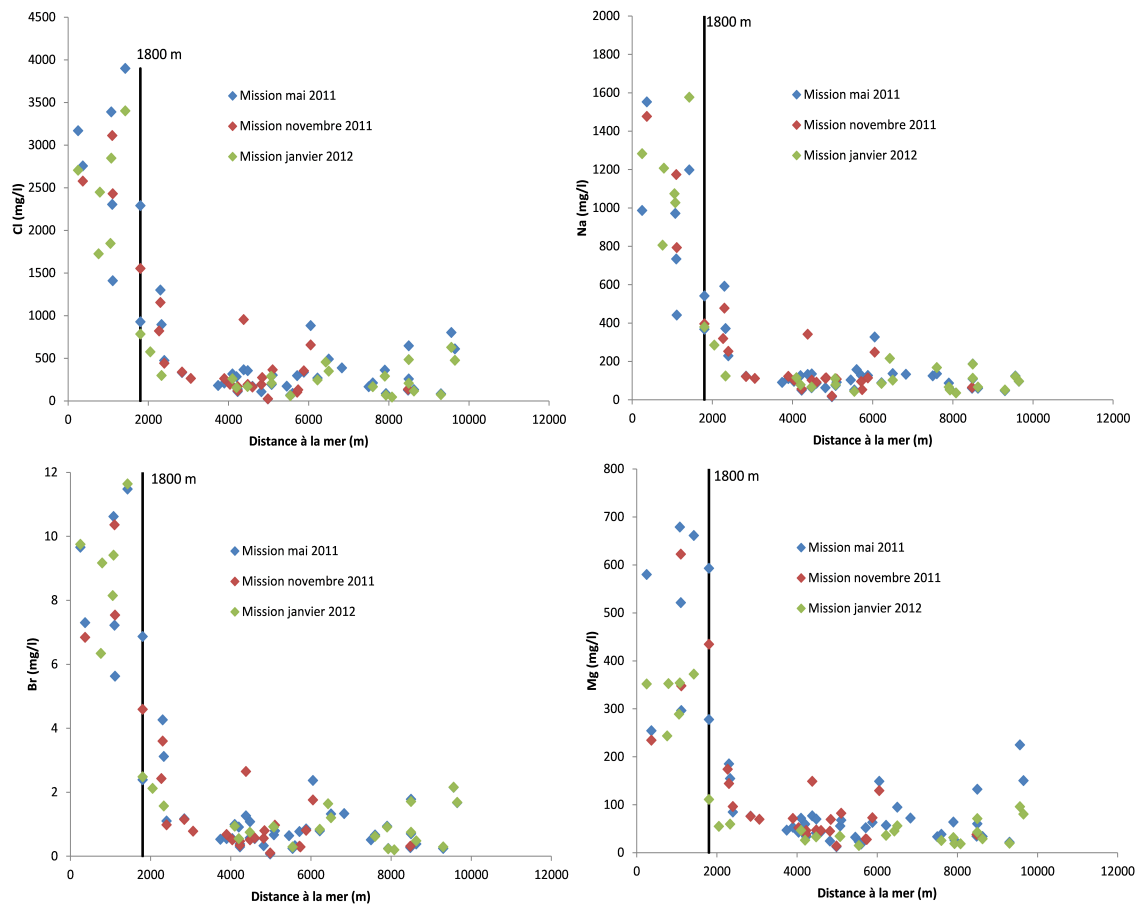 4500
4000
3500
3000
2500
2000
1500
1000
500
0
Cl (mg/l)
1800 m
Mission mai 2011
Mission novembre 2011
Mission janvier 2012
0 2000 4000 6000 8000 10000 12000
Distance à la mer (m)
2000
1800
1600
1400
1200
1000
800
600
400
200
0
Na (mg/l)
1800 m
Mission mai 2011
Mission novembre 2011
Mission janvier 2012
0 2000 4000 6000 8000 10000 12000
Distance à la mer (m)
12
10
8
6
4
2
0
Br (mg/l)
1800 m
Mission mai 2011
Mission novembre 2011
Mission janvier 2012
0 2000 4000 6000 8000 10000 12000
Distance à la mer (m)
800
700
600
500
400
300
200
100
0
Mg (mg/l)
1800 m
Mission mai 2011
Mission novembre 2011
Mission janvier 2012
0 2000 4000 6000 8000 10000 12000
Distance à la mer (m)